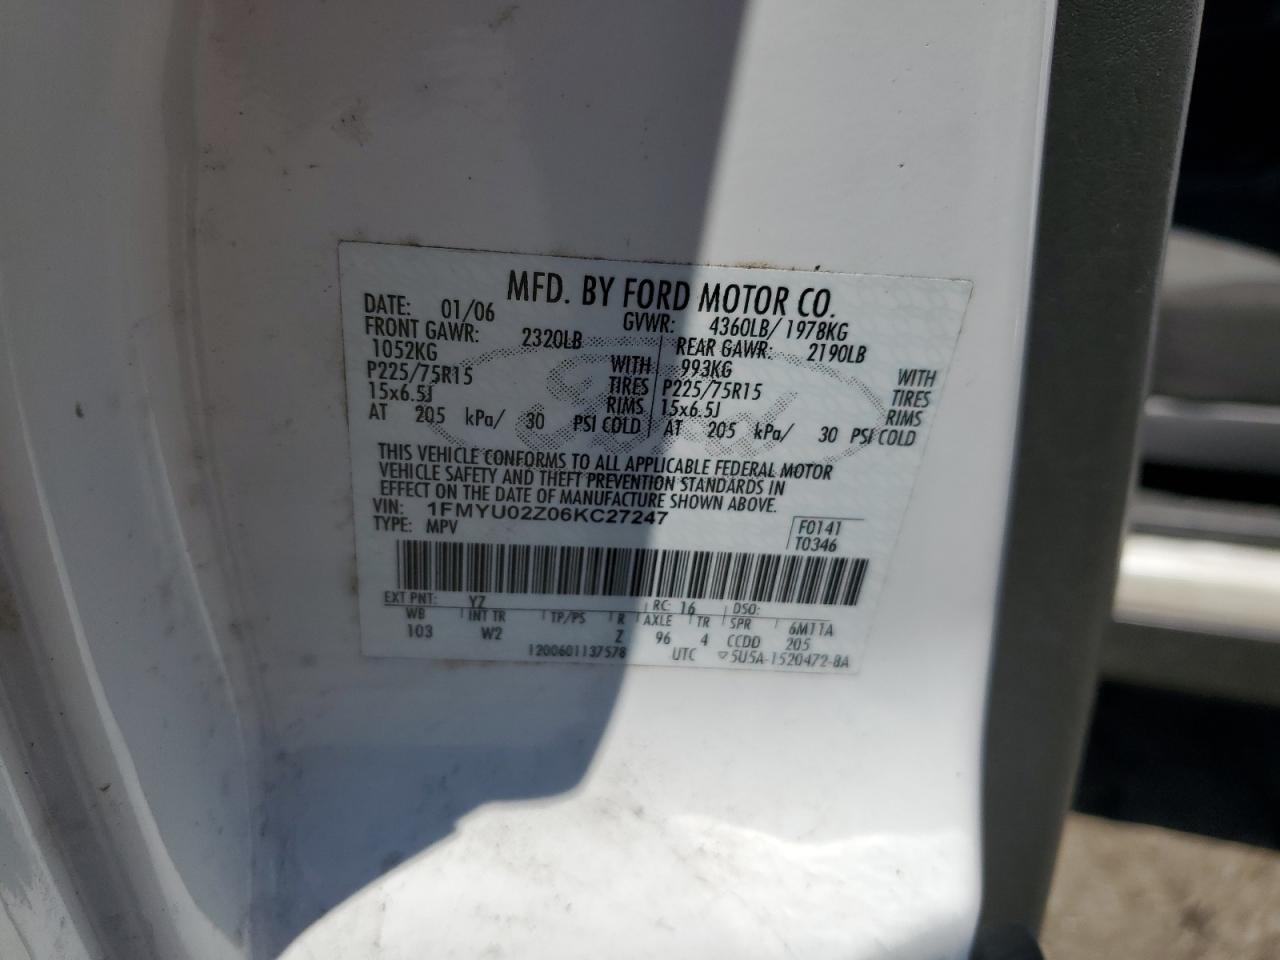 MFD. BY FORD MOTOR CO.
DATE: 01/06 GVWR: 4360LB/1978KG
FRONT GAWR: 2320LB REAR GAWR: 2190LB
1052KG WITH 993KG WITH
P225/75R15 TIRES P225/75R15 TIRES
15x6.5J RIMS 15x6.5J RIMS
AT 205 kPa/ 30 PSI COLD AT 205 kPa/ 30 PSI COLD
THIS VEHICLE CONFORMS TO ALL APPLICABLE FEDERAL MOTOR
VEHICLE SAFETY AND THEFT PREVENTION STANDARDS IN
EFFECT ON THE DATE OF MANUFACTURE SHOWN ABOVE.
VIN: 1FMYU02Z06KC27247
TYPE: MPV
F0141
T0346
EXT PNT: YZ RC: 16 DSO:
WB INT TR TP/PS R AXLE TR SPR 6M11A
103 W2 Z 96 4 CCDD 205
1200601137578 UTC ▽5U5A-1520472-BA